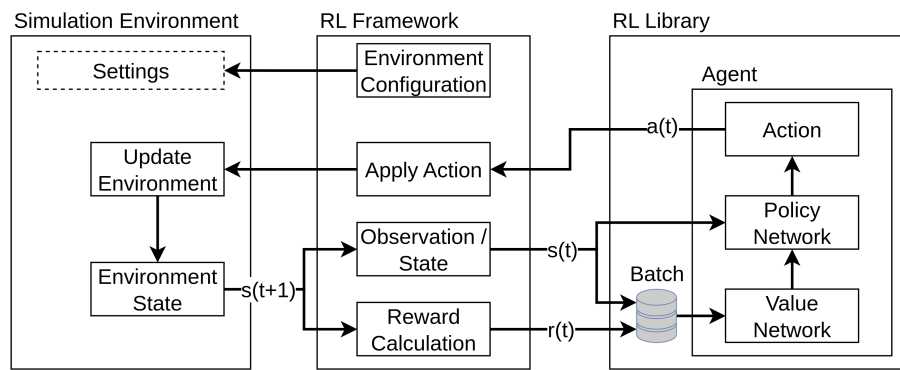 Simulation Environment
RL Framework
RL Library
Settings
Environment
Configuration
Agent
a(t)
Action
Update
Environment
Apply Action
Policy
Network
Observation /
State
s(t)
Batch
Environment
State
s(t+1)
Reward
Calculation
r(t)
Value
Network